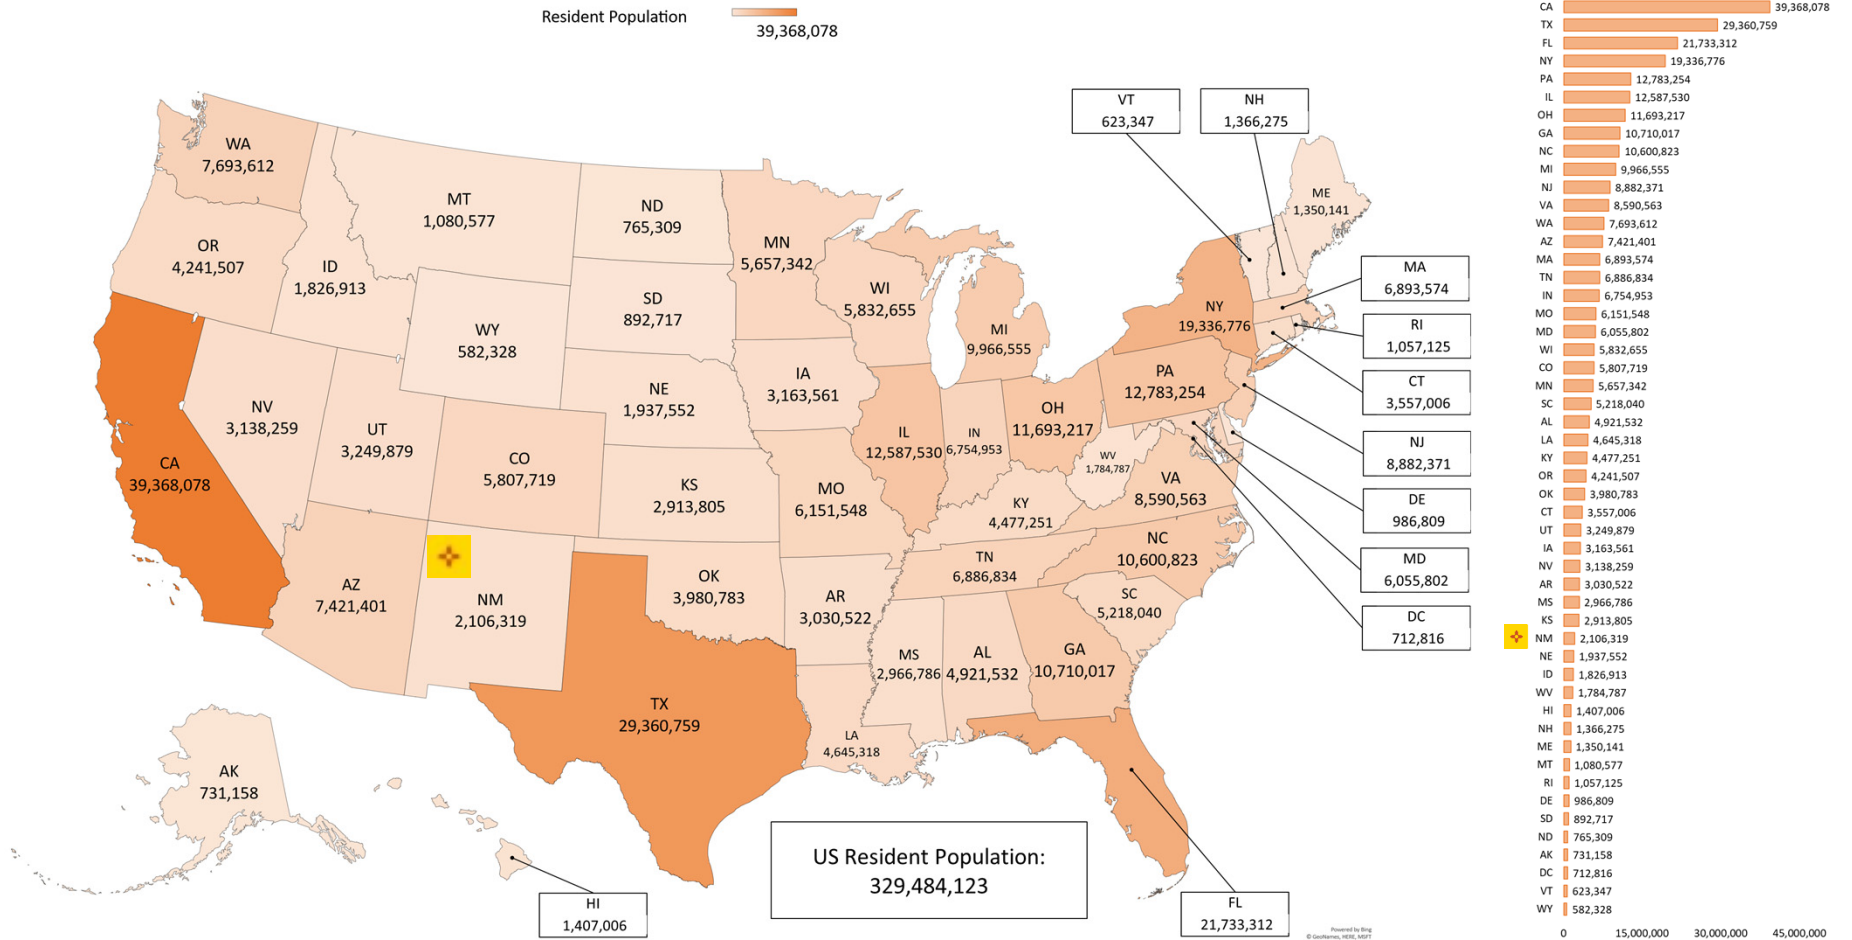 Resident Population
39,368,078
WA
7,693,612
OR
4,241,507
ID
1,826,913
MT
1,080,577
ND
765,309
MN
5,657,342
WI
5,832,655
SD
892,717
WY
582,328
CA
39,368,078
NV
3,138,259
UT
3,249,879
CO
5,807,719
NE
1,937,552
IA
3,163,561
KS
2,913,805
MO
6,151,548
IL
12,587,530
IN
6,754,953
MI
9,966,555
OH
11,693,217
PA
12,783,254
NY
19,336,776
VT
623,347
NH
1,366,275
ME
1,350,141
MA
6,893,574
RI
1,057,125
CT
3,557,006
NJ
8,882,371
DE
986,809
MD
6,055,802
DC
712,816
WV
1,784,787
VA
8,590,563
KY
4,477,251
NC
10,600,823
TN
6,886,834
SC
5,218,040
GA
10,710,017
AL
4,921,532
MS
2,966,786
AR
3,030,522
LA
4,645,318
OK
3,980,783
TX
29,360,759
NM
2,106,319
AZ
7,421,401
AK
731,158
HI
1,407,006
FL
21,733,312
US Resident Population:
329,484,123
Powered by Bing
© GeoNames, HERE, MSFT
CA 39,368,078
TX 29,360,759
FL 21,733,312
NY 19,336,776
PA 12,783,254
IL 12,587,530
OH 11,693,217
GA 10,710,017
NC 10,600,823
MI 9,966,555
NJ 8,882,371
VA 8,590,563
WA 7,693,612
AZ 7,421,401
MA 6,893,574
TN 6,886,834
IN 6,754,953
MO 6,151,548
MD 6,055,802
WI 5,832,655
CO 5,807,719
MN 5,657,342
SC 5,218,040
AL 4,921,532
LA 4,645,318
KY 4,477,251
OR 4,241,507
OK 3,980,783
CT 3,557,006
UT 3,249,879
IA 3,163,561
NV 3,138,259
AR 3,030,522
MS 2,966,786
KS 2,913,805
NM 2,106,319
NE 1,937,552
ID 1,826,913
WV 1,784,787
HI 1,407,006
NH 1,366,275
ME 1,350,141
MT 1,080,577
RI 1,057,125
DE 986,809
SD 892,717
ND 765,309
AK 731,158
DC 712,816
VT 623,347
WY 582,328
0 15,000,000 30,000,000 45,000,000